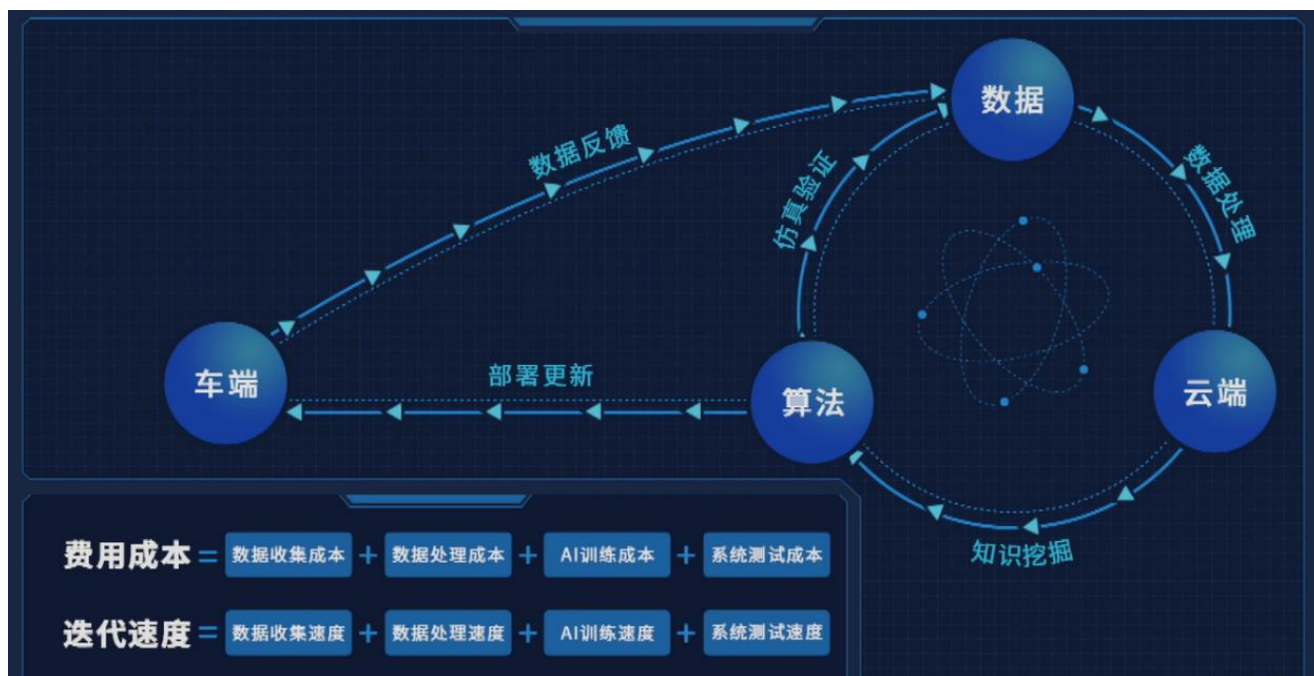 数据
数据反馈
数据处理
仿真验证
车端
部署更新
算法
云端
知识挖掘
费用成本 = 数据收集成本 + 数据处理成本 + AI训练成本 + 系统测试成本
迭代速度 = 数据收集速度 + 数据处理速度 + AI训练速度 + 系统测试速度